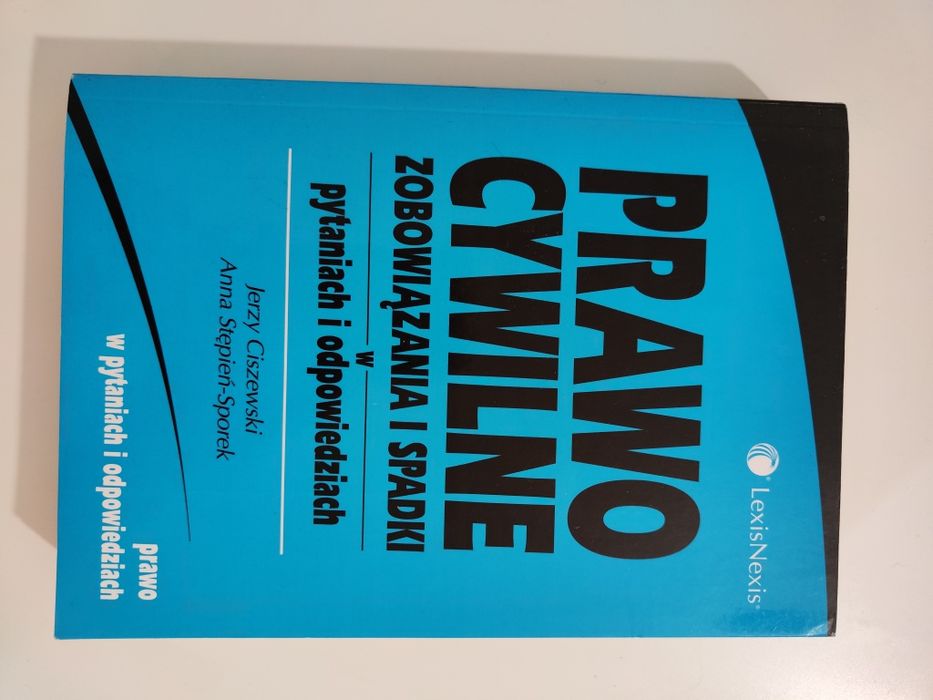 LexisNexis®
PRAWO
CYWILNE
ZOBOWIĄZANIA I SPADKI
w
pytaniach i odpowiedziach
Jerzy Ciszewski
Anna Stępień-Sporek
prawo
w pytaniach i odpowiedziach